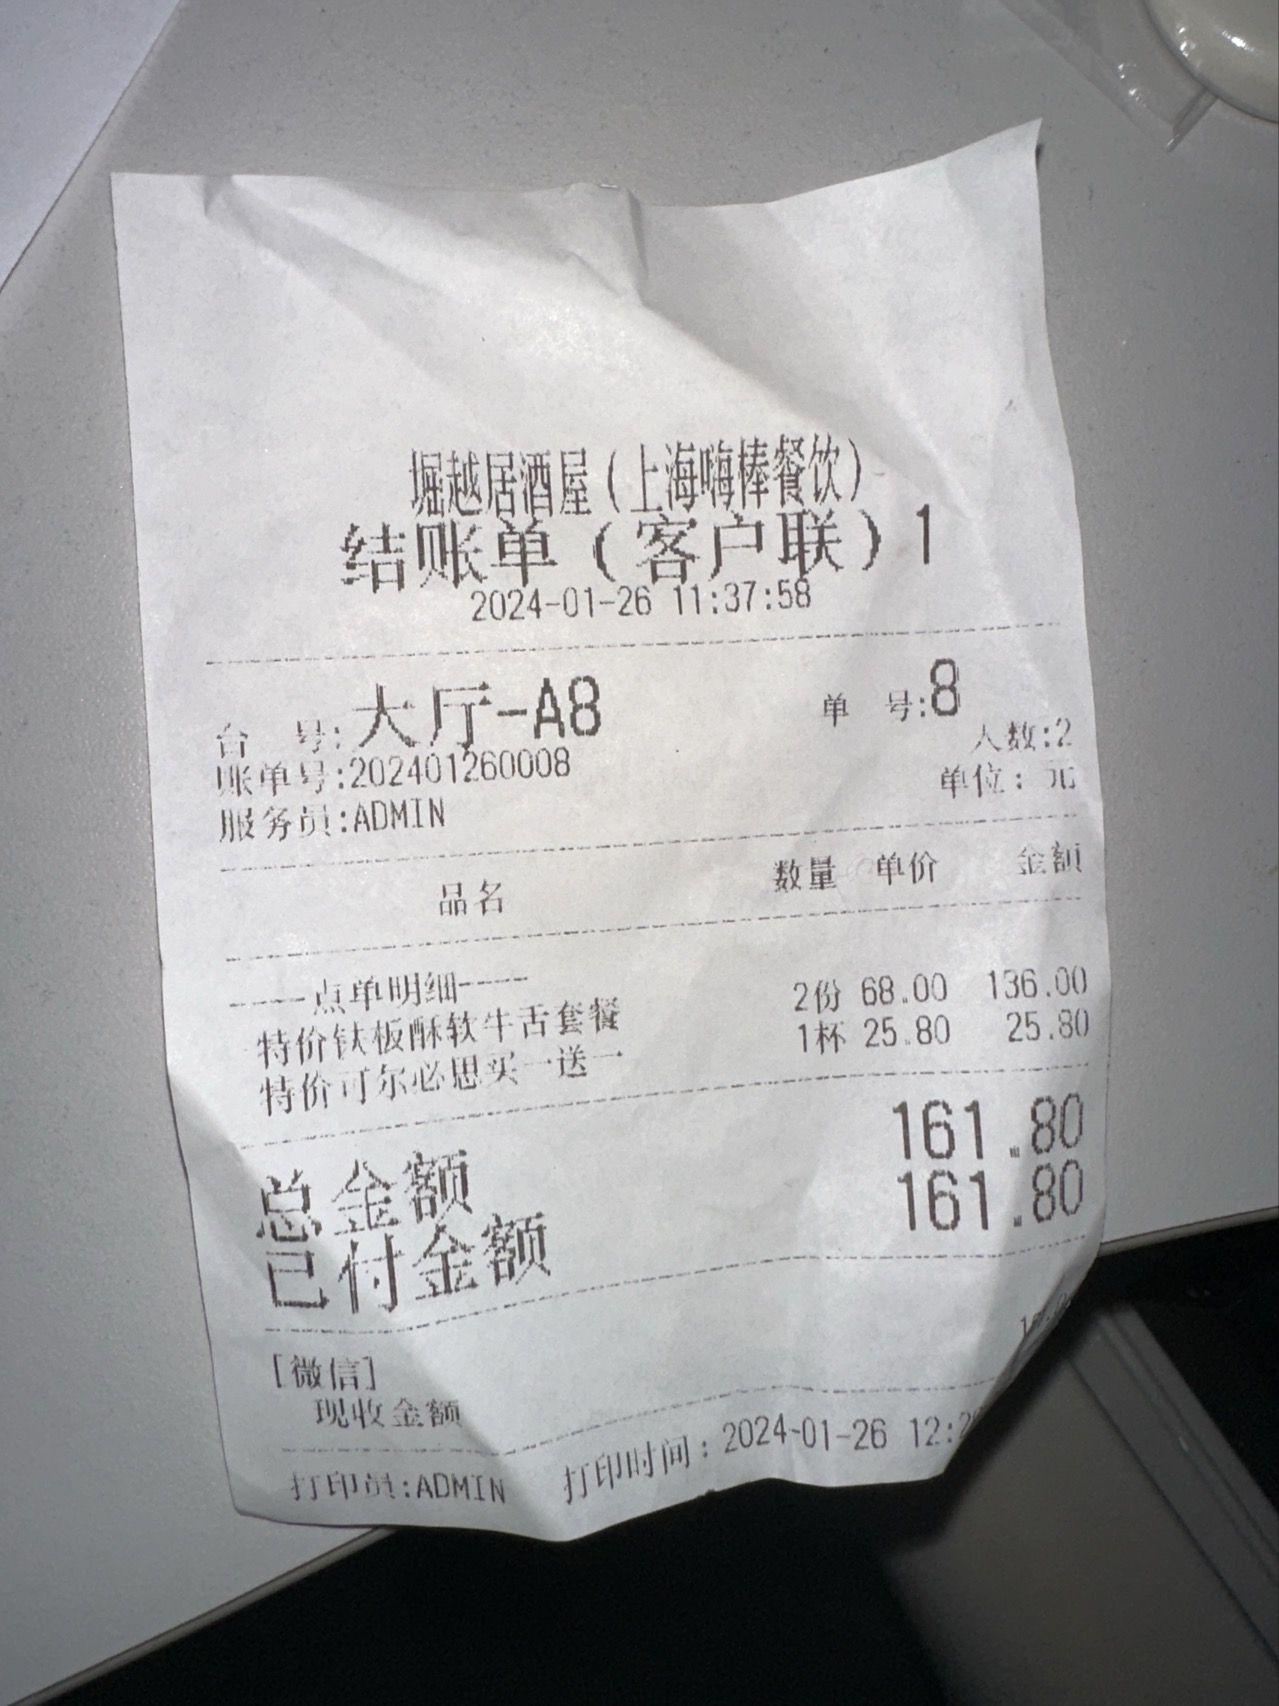 堀越居酒屋(上海嗨棒餐饮)
结账单(客户联)1
2024-01-26 11:37:58
台 号:大厅-A8 单 号:8
账单号:202401260008 人数:2
服务员:ADMIN 单位: 元
品名 数量 单价 金额
----点单明细----
特价铁板酥软牛舌套餐 2份 68.00 136.00
特价可尔必思买一送一 1杯 25.80 25.80
总金额 161.80
已付金额 161.80
[微信]
现收金额
打印员:ADMIN 打印时间:2024-01-26 12:2